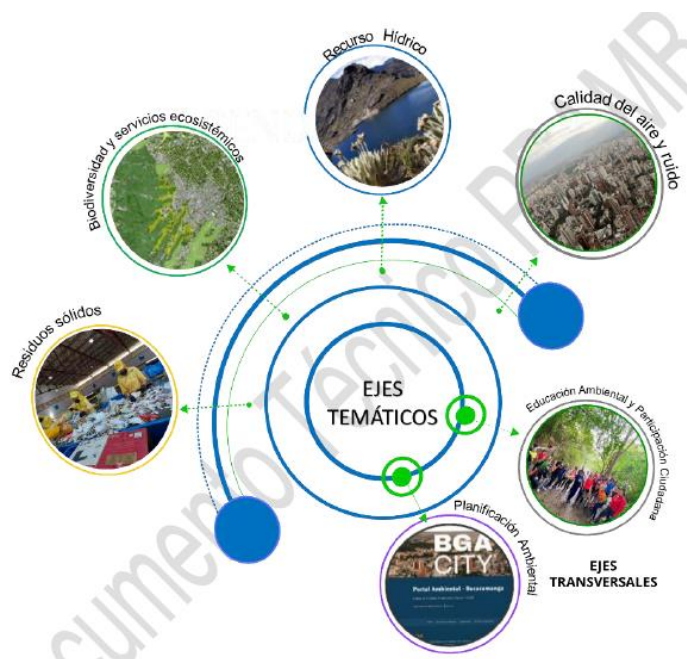 Recurso Hídrico
Calidad del aire y ruido
Biodiversidad y servicios ecosistémicos
Residuos sólidos
EJES
TEMÁTICOS
Educación Ambiental y Participación Ciudadana
Planificación Ambiental
BGA
CITY
Portal Ambiental - Bucaramanga
EJES
TRANSVERSALES
cumento Técnico